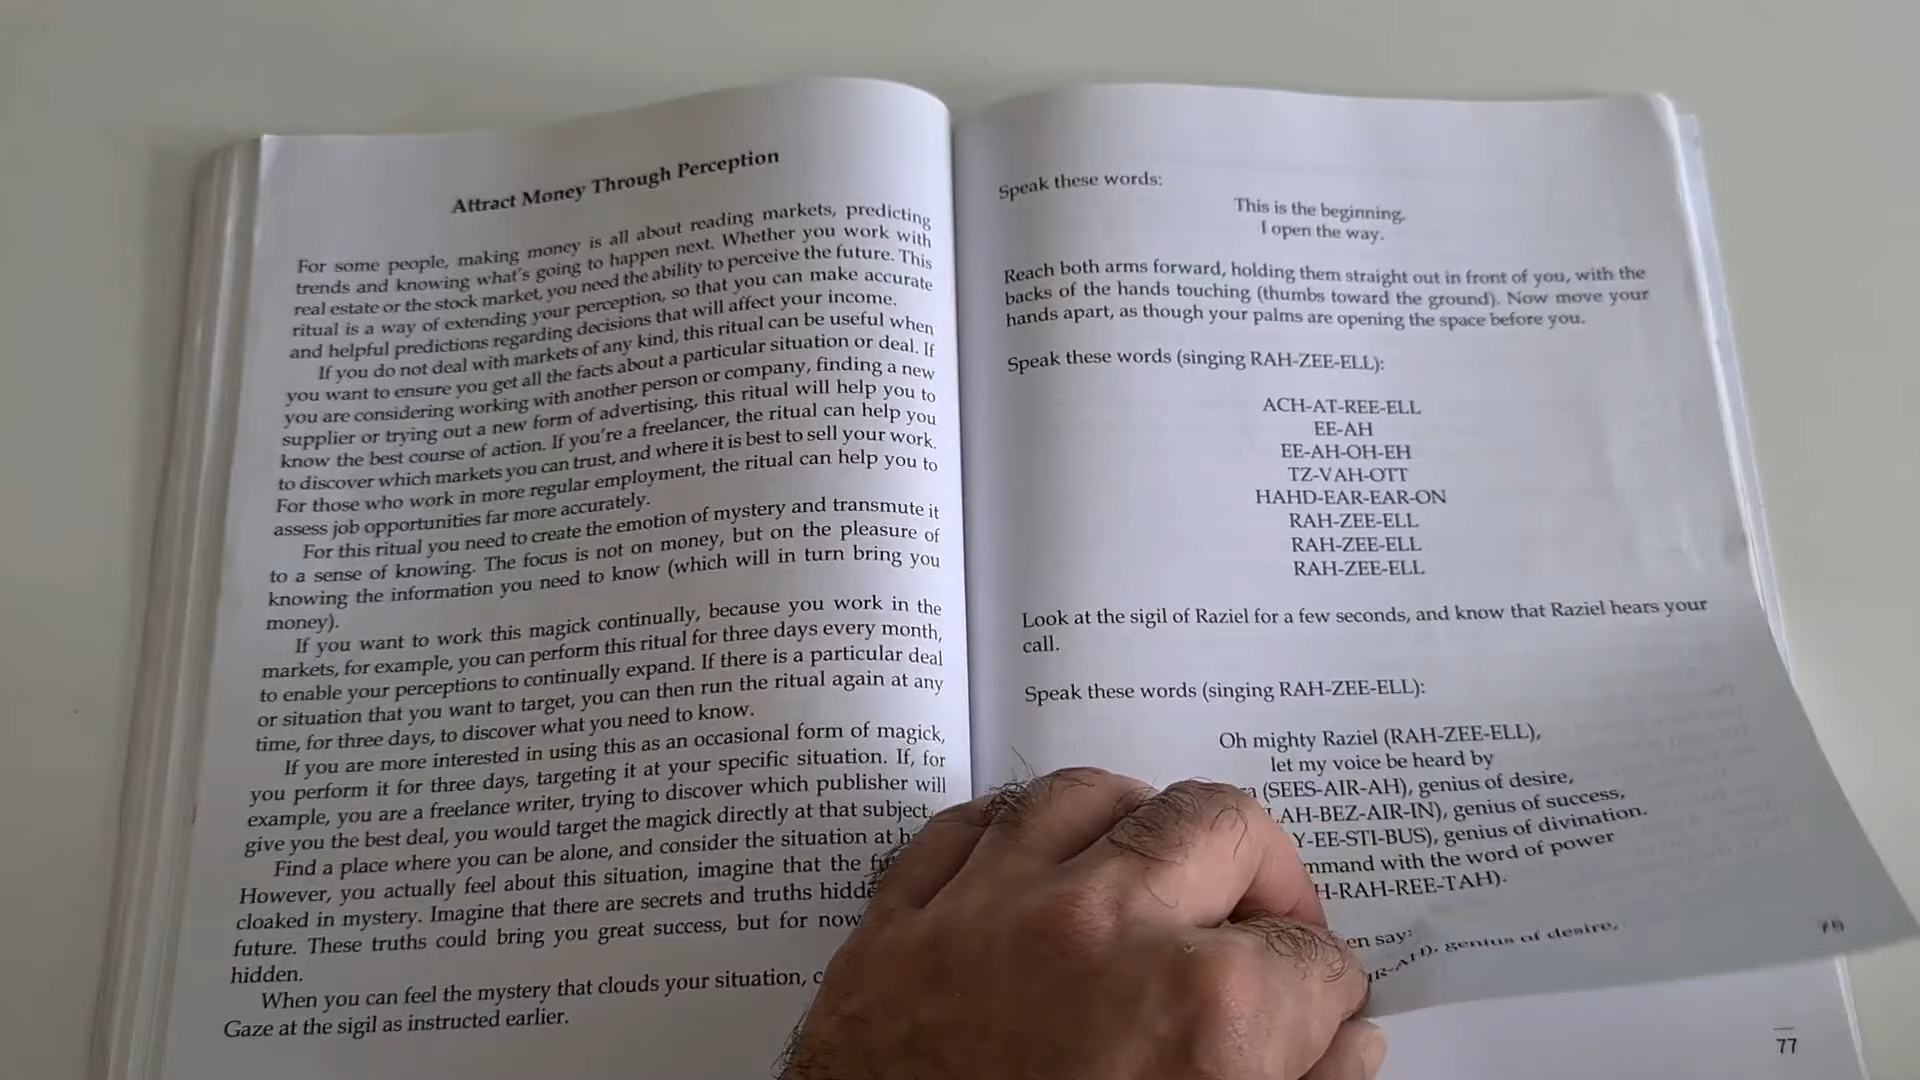 Attract Money Through Perception
For some people, making money is all about reading markets, predicting
trends and knowing what's going to happen next. Whether you work with
real estate or the stock market, you need the ability to perceive the future. This
ritual is a way of extending your perception, so that you can make accurate
and helpful predictions regarding decisions that will affect your income.
If you do not deal with markets of any kind, this ritual can be useful when
you want to ensure you get all the facts about a particular situation or deal. If
you are considering working with another person or company, finding a new
supplier or trying out a new form of advertising, this ritual will help you to
know the best course of action. If you're a freelancer, the ritual can help you
to discover which markets you can trust, and where it is best to sell your work.
For those who work in more regular employment, the ritual can help you to
assess job opportunities far more accurately.
For this ritual you need to create the emotion of mystery and transmute it
to a sense of knowing. The focus is not on money, but on the pleasure of
knowing the information you need to know (which will in turn bring you
money).
If you want to work this magick continually, because you work in the
markets, for example, you can perform this ritual for three days every month,
to enable your perceptions to continually expand. If there is a particular deal
or situation that you want to target, you can then run the ritual again at any
time, for three days, to discover what you need to know.
If you are more interested in using this as an occasional form of magick,
you perform it for three days, targeting it at your specific situation. If, for
example, you are a freelance writer, trying to discover which publisher will
give you the best deal, you would target the magick directly at that subject.
Find a place where you can be alone, and consider the situation at
However, you actually feel about this situation, imagine that the
cloaked in mystery. Imagine that there are secrets and truths
future. These truths could bring you great success, but for now
hidden.
When you can feel the mystery that clouds your situation,
Gaze at the sigil as instructed earlier.
Speak these words:
This is the beginning,
I open the way.
Reach both arms forward, holding them straight out in front of you, with the
backs of the hands touching (thumbs toward the ground). Now move your
hands apart, as though your palms are opening the space before you.
Speak these words (singing RAH-ZEE-ELL):
ACH-AT-REE-ELL
EE-AH
EE-AH-OH-EH
TZ-VAH-OTT
HAHD-EAR-EAR-ON
RAH-ZEE-ELL
RAH-ZEE-ELL
RAH-ZEE-ELL
Look at the sigil of Raziel for a few seconds, and know that Raziel hears your
call.
Speak these words (singing RAH-ZEE-ELL):
Oh mighty Raziel (RAH-ZEE-ELL),
let my voice be heard by
(SEES-AIR-AH), genius of desire,
AH-BEZ-AIR-IN), genius of success,
Y-EE-STI-BUS), genius of divination.
with the word of power
H-RAH-REE-TAH).
say:
genius of desire,
77